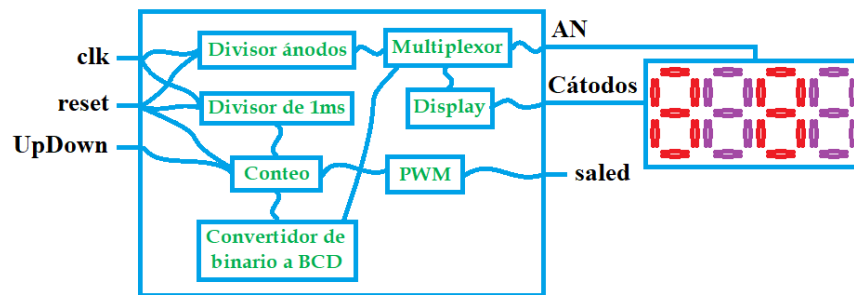 clk
reset
UpDown
Divisor ánodos
Multiplexor
Divisor de 1ms
Display
Conteo
PWM
Convertidor de
binario a BCD
AN
Cátodos
saled